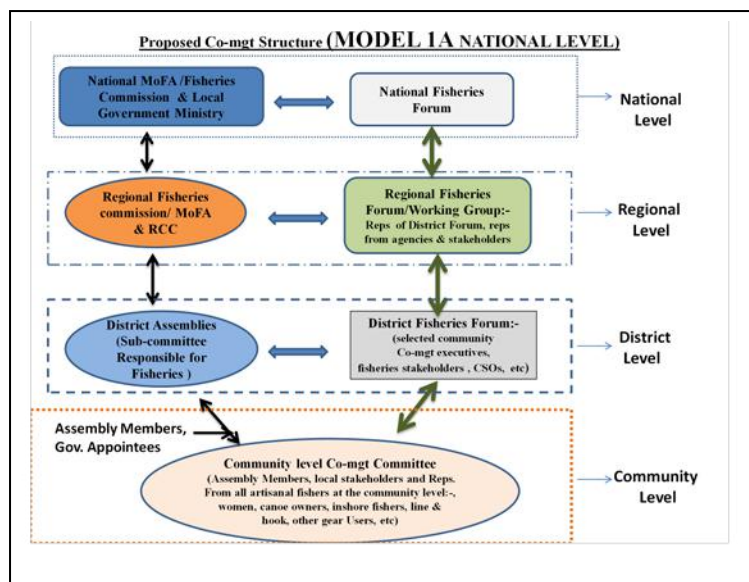 Proposed Co-mgt Structure (MODEL 1A NATIONAL LEVEL)
National MoFA /Fisheries
Commission & Local
Government Ministry
National Fisheries
Forum
National
Level
Regional Fisheries
commission/ MoFA
& RCC
Regional Fisheries
Forum/Working Group:-
Reps of District Forum, reps
from agencies & stakeholders
Regional
Level
District Assemblies
(Sub-committee
Responsible for
Fisheries )
District Fisheries Forum:-
(selected community
Co-mgt executives,
fisheries stakeholders , CSOs, etc)
District
Level
Assembly Members,
Gov. Appointees
Community level Co-mgt Committee
(Assembly Members, local stakeholders and Reps.
From all artisanal fishers at the community level:-,
women, canoe owners, inshore fishers, line &
hook, other gear Users, etc)
Community
Level